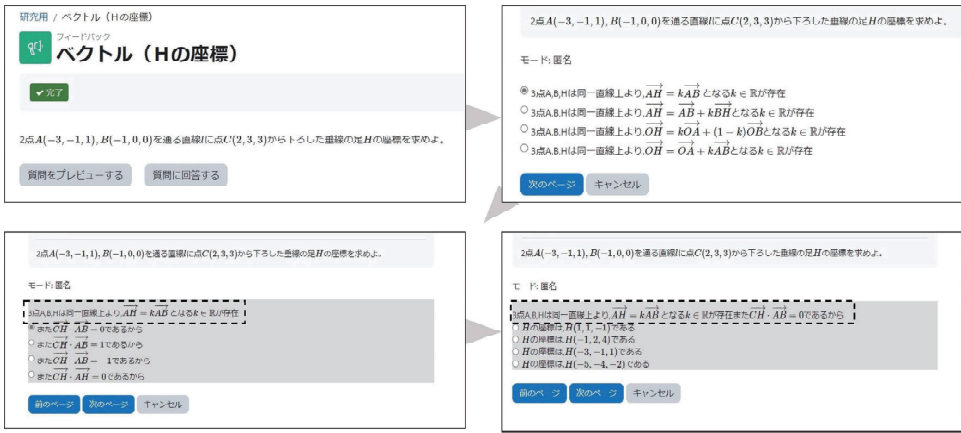 研究用 / ベクトル（Hの座標）
フィードバック
ベクトル（Hの座標）
✔完了
2点A(−3, −1, 1), B(−1, 0, 0)を通る直線lに点C(2, 3, 3)から下ろした垂線の足Hの座標を求めよ．
質問をプレビューする 質問に回答する
2点A(−3, −1, 1), B(−1, 0, 0)を通る直線lに点C(2, 3, 3)から下ろした垂線の足Hの座標を求めよ．
モード: 匿名
3点A,B,Hは同一直線上より,AH = kAB となるk ∈ ℝが存在
3点A,B,Hは同一直線上より,AH = AB + kBHとなるk ∈ ℝが存在
3点A,B,Hは同一直線上より,OH = kOA + (1 − k)OBとなるk ∈ ℝが存在
3点A,B,Hは同一直線上より,OH = OA + kABとなるk ∈ ℝが存在
次のページ キャンセル
2点A(−3, −1, 1), B(−1, 0, 0)を通る直線lに点C(2, 3, 3)から下ろした垂線の足Hの座標を求めよ．
モード: 匿名
3点A,B,Hは同一直線上より,AH = kAB となるk ∈ ℝが存在
またCH · AB = 0であるから
またCH · AB = 1であるから
またCH · AB = −1であるから
またCH · AH = 0であるから
前のページ 次のページ キャンセル
2点A(−3, −1, 1), B(−1, 0, 0)を通る直線lに点C(2, 3, 3)から下ろした垂線の足Hの座標を求めよ．
モード: 匿名
3点A,B,Hは同一直線上より,AH = kAB となるk ∈ ℝが存在またCH · AB = 0であるから
Hの座標は,H(1, 1, −1)である
Hの座標は,H(−1, 2, 4)である
Hの座標は,H(−3, −1, 1)である
Hの座標は,H(−5, −4, −2)である
前のページ 次のページ キャンセル